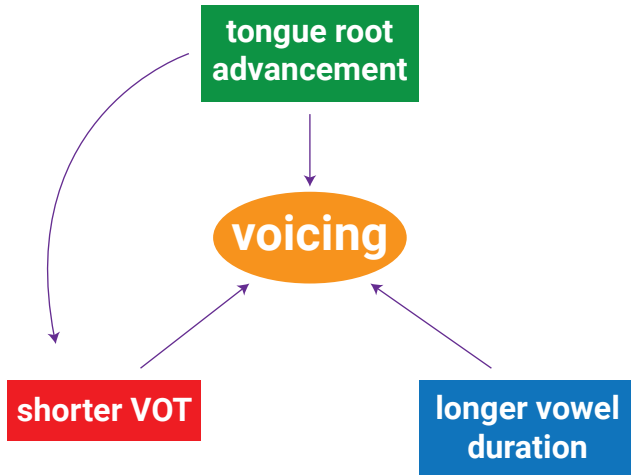 tongue root
advancement
voicing
shorter VOT
longer vowel
duration